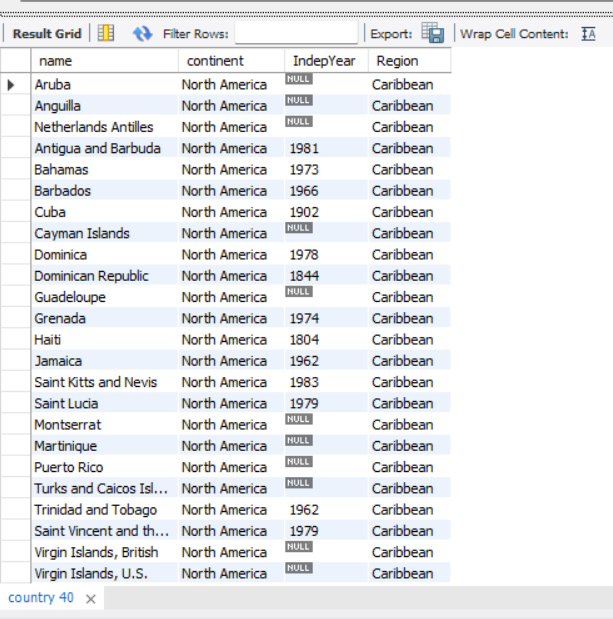 Result Grid Filter Rows: Export: Wrap Cell Content: IA
name continent IndepYear Region
Aruba North America NULL Caribbean
Anguilla North America NULL Caribbean
Netherlands Antilles North America NULL Caribbean
Antigua and Barbuda North America 1981 Caribbean
Bahamas North America 1973 Caribbean
Barbados North America 1966 Caribbean
Cuba North America 1902 Caribbean
Cayman Islands North America NULL Caribbean
Dominica North America 1978 Caribbean
Dominican Republic North America 1844 Caribbean
Guadeloupe North America NULL Caribbean
Grenada North America 1974 Caribbean
Haiti North America 1804 Caribbean
Jamaica North America 1962 Caribbean
Saint Kitts and Nevis North America 1983 Caribbean
Saint Lucia North America 1979 Caribbean
Montserrat North America NULL Caribbean
Martinique North America NULL Caribbean
Puerto Rico North America NULL Caribbean
Turks and Caicos Isl... North America NULL Caribbean
Trinidad and Tobago North America 1962 Caribbean
Saint Vincent and th... North America 1979 Caribbean
Virgin Islands, British North America NULL Caribbean
Virgin Islands, U.S. North America NULL Caribbean
country 40